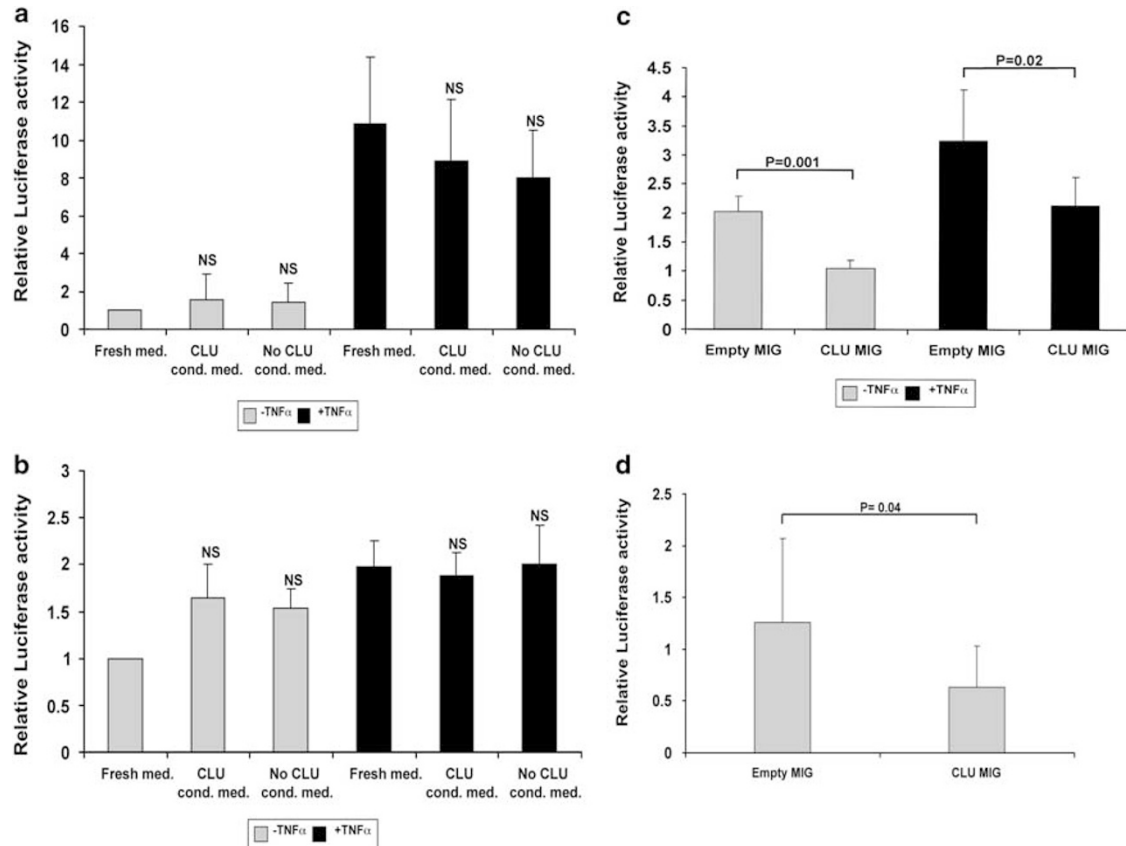 a
16
14
12
10
8
6
4
2
0
Relative Luciferase activity
NS
NS
NS
NS
Fresh med. CLU cond. med. No CLU cond. med. Fresh med. CLU cond. med. No CLU cond. med.
-TNFα +TNFα
b
3
2.5
2
1.5
1
0.5
0
Relative Luciferase activity
NS
NS
NS
NS
Fresh med. CLU cond. med. No CLU cond. med. Fresh med. CLU cond. med. No CLU cond. med.
-TNFα +TNFα
c
4.5
4
3.5
3
2.5
2
1.5
1
0.5
0
Relative Luciferase activity
P=0.001
P=0.02
Empty MIG CLU MIG Empty MIG CLU MIG
-TNFα +TNFα
d
2.5
2
1.5
1
0.5
0
Relative Luciferase activity
P= 0.04
Empty MIG CLU MIG